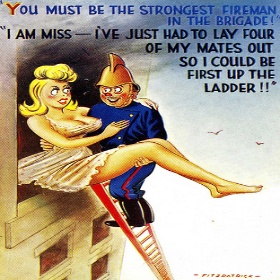 YOU MUST BE THE STRONGEST FIREMAN
IN THE BRIGADE!"
"I AM MISS — I'VE JUST HAD TO LAY FOUR
OF MY MATES OUT
SO I COULD BE
FIRST UP THE
LADDER!!"
- FITZPATRICK -